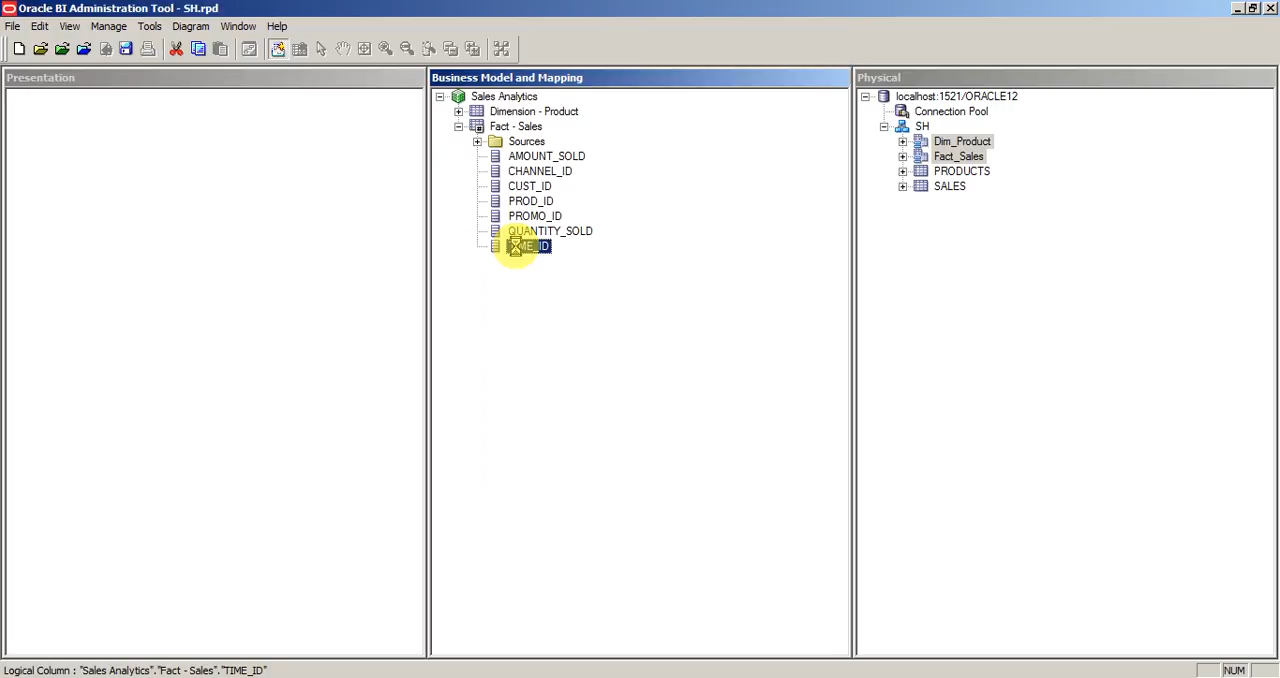 Oracle BI Administration Tool - SH.rpd
File Edit View Manage Tools Diagram Window Help
Presentation
Business Model and Mapping
Sales Analytics
Dimension - Product
Fact - Sales
Sources
AMOUNT_SOLD
CHANNEL_ID
CUST_ID
PROD_ID
PROMO_ID
QUANTITY_SOLD
TIME_ID
Physical
localhost:1521/ORACLE12
Connection Pool
SH
Dim_Product
Fact_Sales
PRODUCTS
SALES
Logical Column : "Sales Analytics"."Fact - Sales"."TIME_ID"
NUM